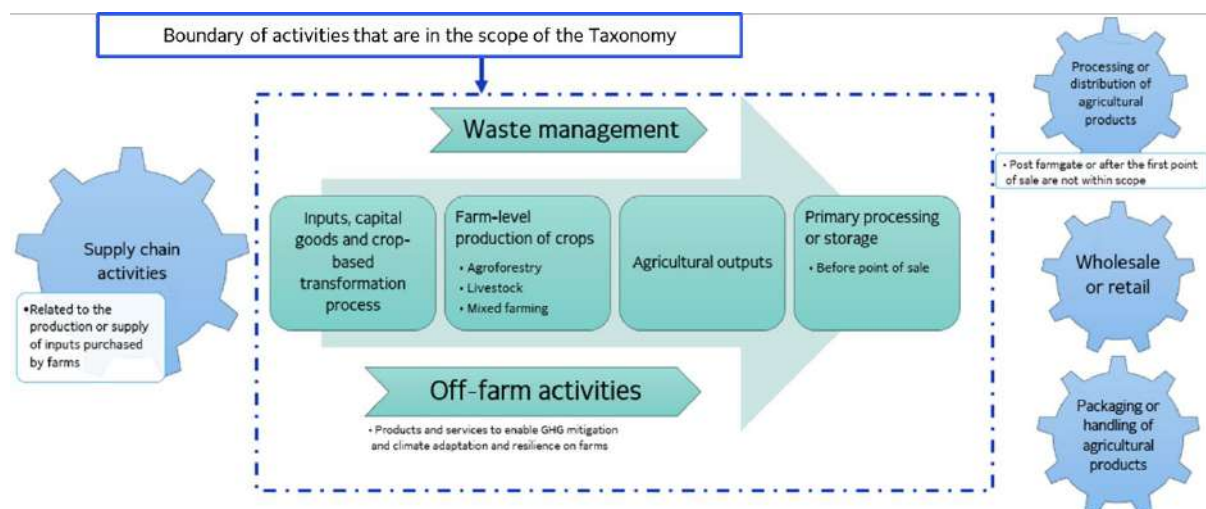 Boundary of activities that are in the scope of the Taxonomy
Waste management
Supply chain
activities
•Related to the
production or supply
of inputs purchased
by farms
Inputs, capital
goods and crop-
based
transformation
process
Farm-level
production of crops
• Agroforestry
• Livestock
• Mixed farming
Agricultural outputs
Primary processing
or storage
• Before point of sale
Off-farm activities
• Products and services to enable GHG mitigation
and climate adaptation and resilience on farms
Processing or
distribution of
agricultural
products
• Post farmgate or after the first point
of sale are not within scope
Wholesale
or retail
Packaging or
handling of
agricultural
products